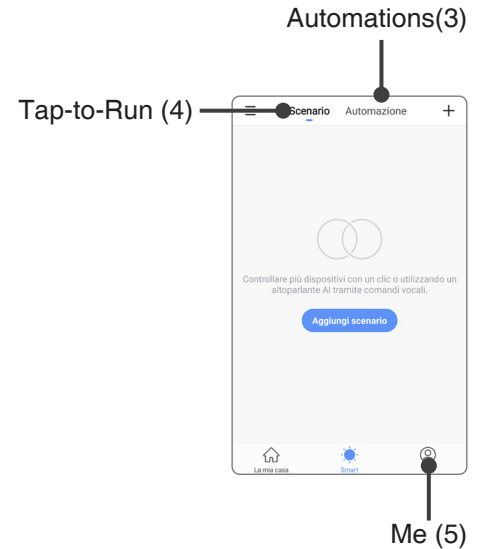 Automations(3)
Tap-to-Run (4)
Scenario Automazione +
Controllare più dispositivi con un clic o utilizzando un
altoparlante AI tramite comandi vocali.
Aggiungi scenario
La mia casa Smart
Me (5)